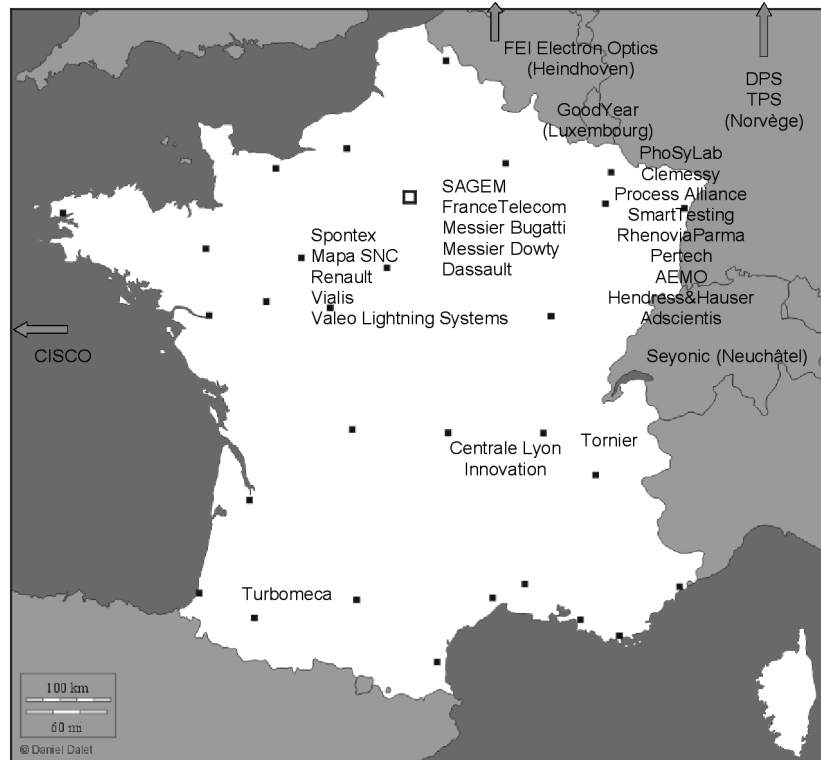 FEI Electron Optics
(Heindhoven)
DPS
TPS
(Norvège)
GoodYear
(Luxembourg)
PhoSyLab
Clemessy
Process Alliance
SmartTesting
RhenoviaParma
Pertech
AEMO
Hendress&Hauser
Adscientis
SAGEM
FranceTelecom
Messier Bugatti
Messier Dowty
Dassault
Spontex
Mapa SNC
Renault
Vialis
Valeo Lightning Systems
CISCO
Seyonic (Neuchâtel)
Tornier
Centrale Lyon
Innovation
Turbomeca
100 km
60 mi
© Daniel Dalet